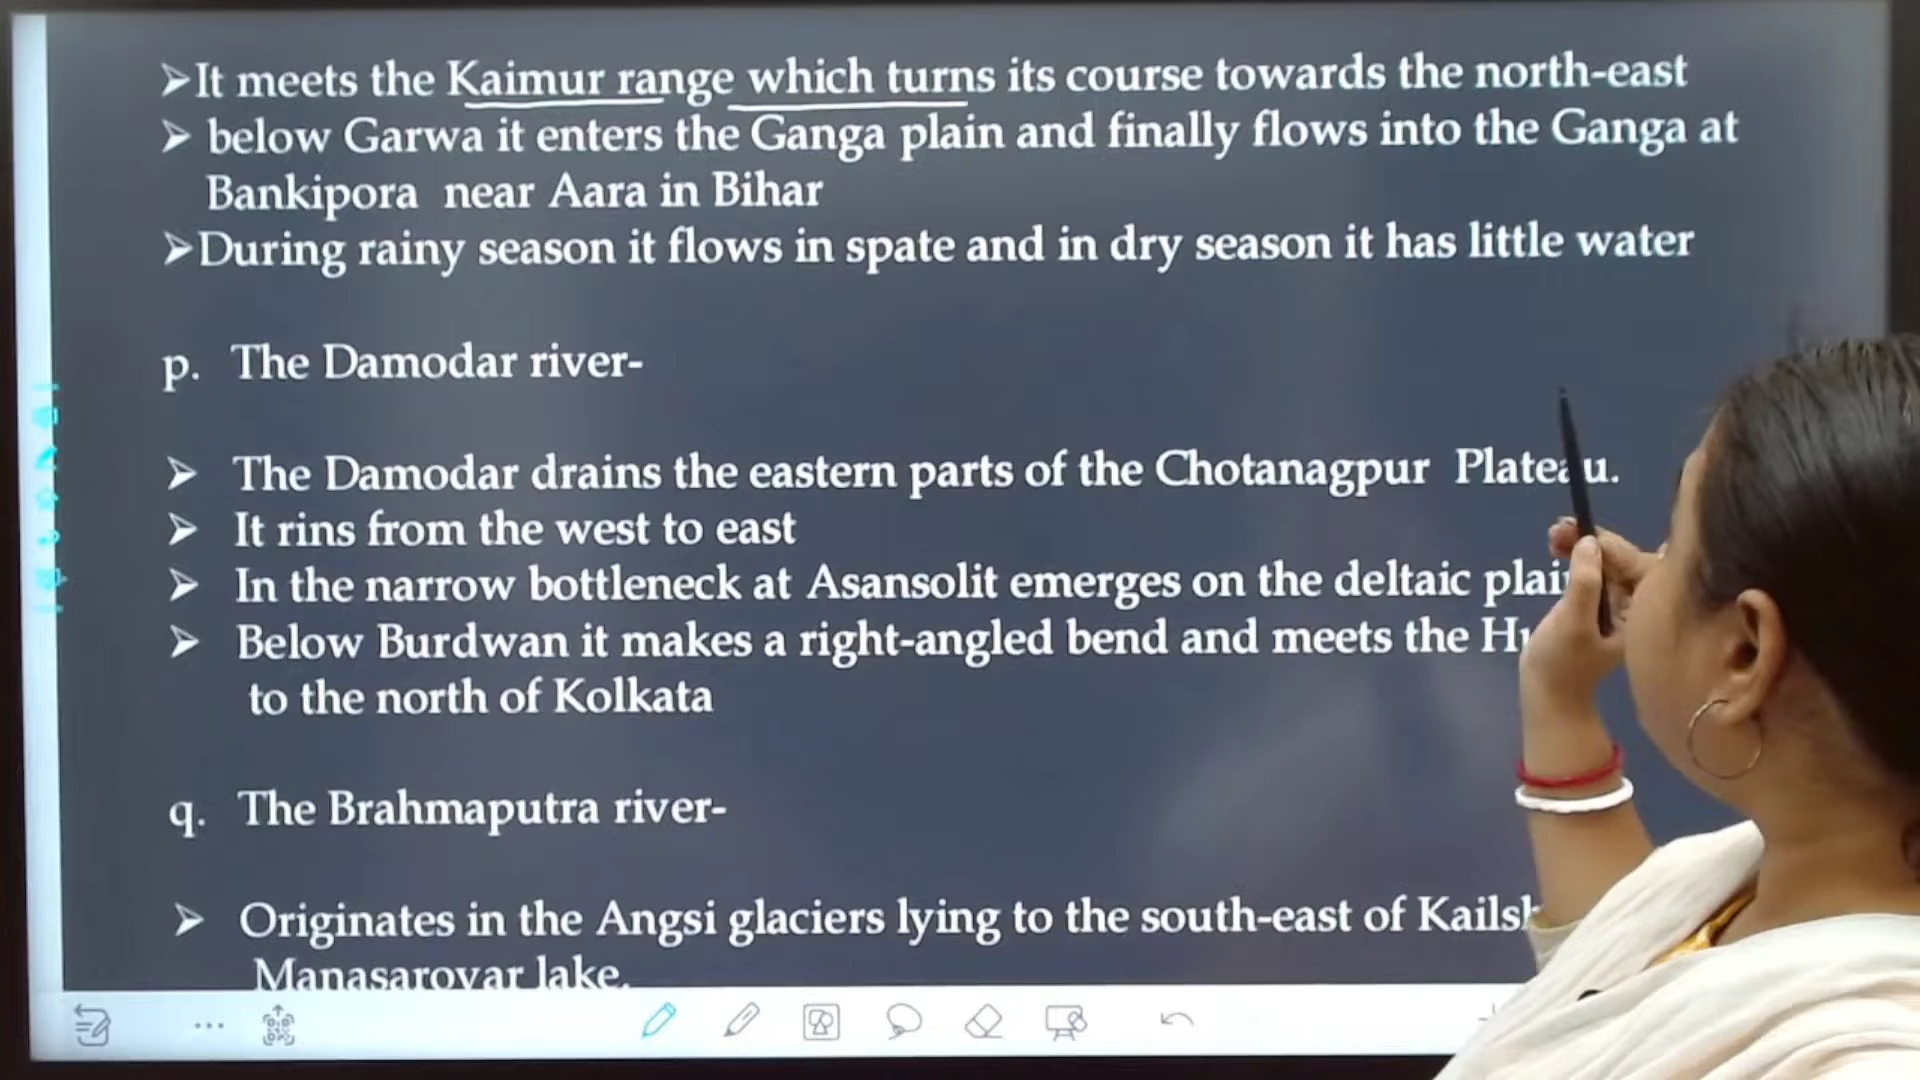 ➢It meets the Kaimur range which turns its course towards the north-east
➢ below Garwa it enters the Ganga plain and finally flows into the Ganga at
Bankipora near Aara in Bihar
➢During rainy season it flows in spate and in dry season it has little water
p. The Damodar river-
➢ The Damodar drains the eastern parts of the Chotanagpur Plateau.
➢ It rins from the west to east
➢ In the narrow bottleneck at Asansolit emerges on the deltaic
➢ Below Burdwan it makes a right-angled bend and meets the
to the north of Kolkata
q. The Brahmaputra river-
➢ Originates in the Angsi glaciers lying to the south-east of
Manasarovar lake.